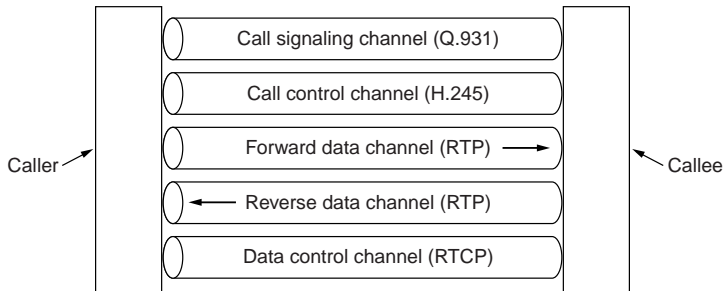 Call signaling channel (Q.931)
Call control channel (H.245)
Forward data channel (RTP)
Caller
Callee
Reverse data channel (RTP)
Data control channel (RTCP)